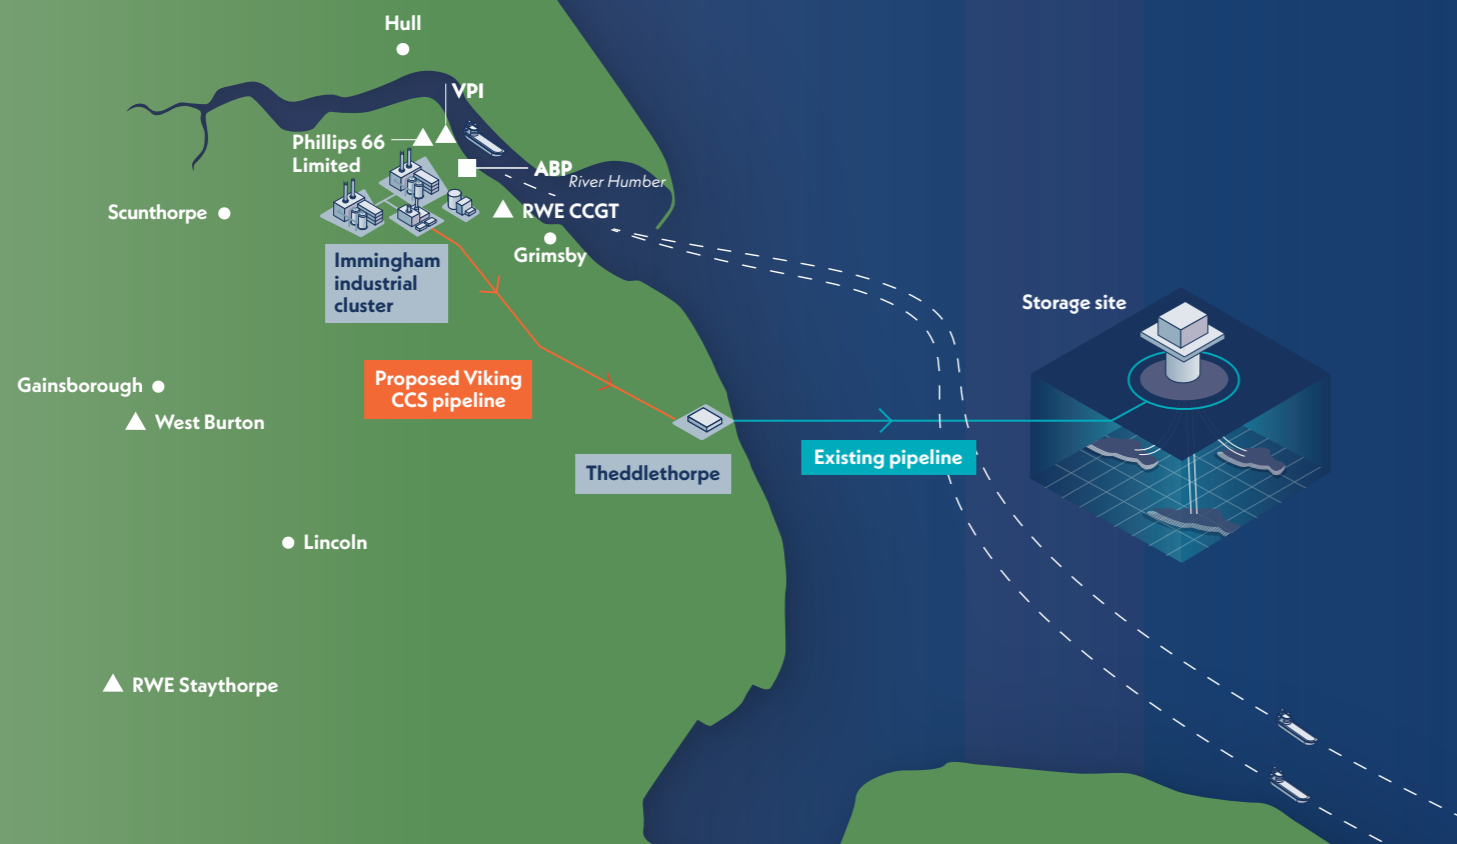 Hull
VPI
Phillips 66
Limited
ABP
River Humber
Scunthorpe
RWE CCGT
Grimsby
Immingham
industrial
cluster
Storage site
Proposed Viking
CCS pipeline
Gainsborough
West Burton
Existing pipeline
Theddlethorpe
Lincoln
RWE Staythorpe